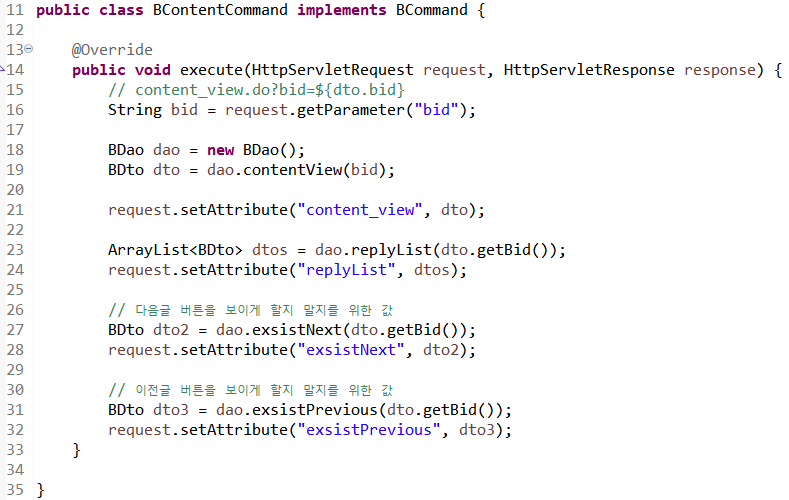 11 public class BContentCommand implements BCommand {
12
13 @Override
14 public void execute(HttpServletRequest request, HttpServletResponse response) {
15 // content_view.do?bid=${dto.bid}
16 String bid = request.getParameter("bid");
17
18 BDao dao = new BDao();
19 BDto dto = dao.contentView(bid);
20
21 request.setAttribute("content_view", dto);
22
23 ArrayList<BDto> dtos = dao.replyList(dto.getBid());
24 request.setAttribute("replyList", dtos);
25
26 // 다음글 버튼을 보이게 할지 말지를 위한 값
27 BDto dto2 = dao.exsistNext(dto.getBid());
28 request.setAttribute("exsistNext", dto2);
29
30 // 이전글 버튼을 보이게 할지 말지를 위한 값
31 BDto dto3 = dao.exsistPrevious(dto.getBid());
32 request.setAttribute("exsistPrevious", dto3);
33 }
34
35 }